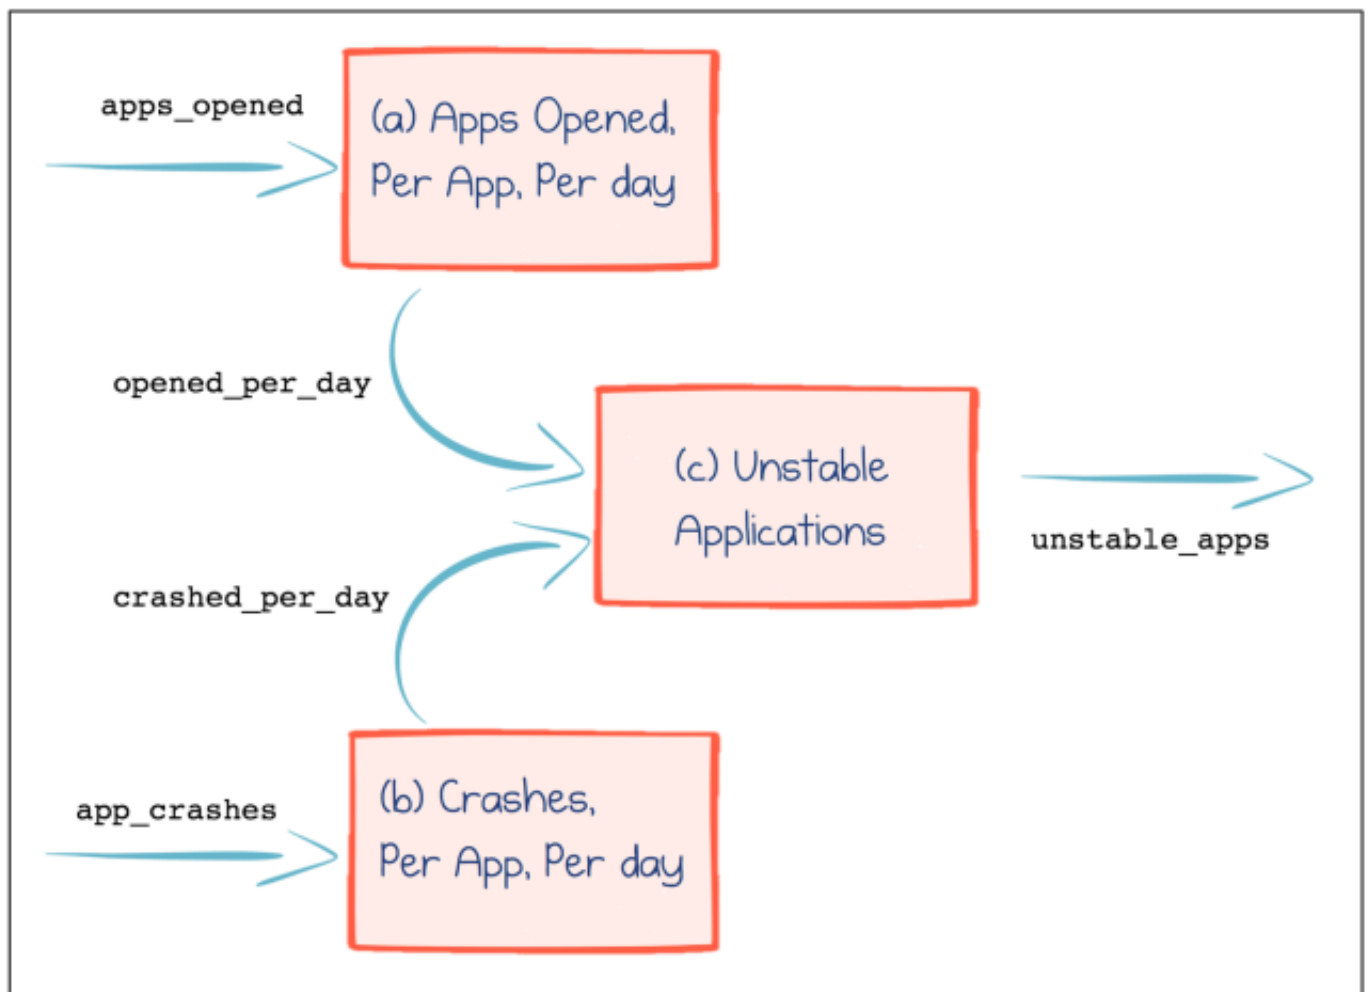 apps_opened
(a) Apps Opened,
Per App, Per day
opened_per_day
(c) Unstable
Applications
unstable_apps
crashed_per_day
app_crashes
(b) Crashes,
Per App, Per day